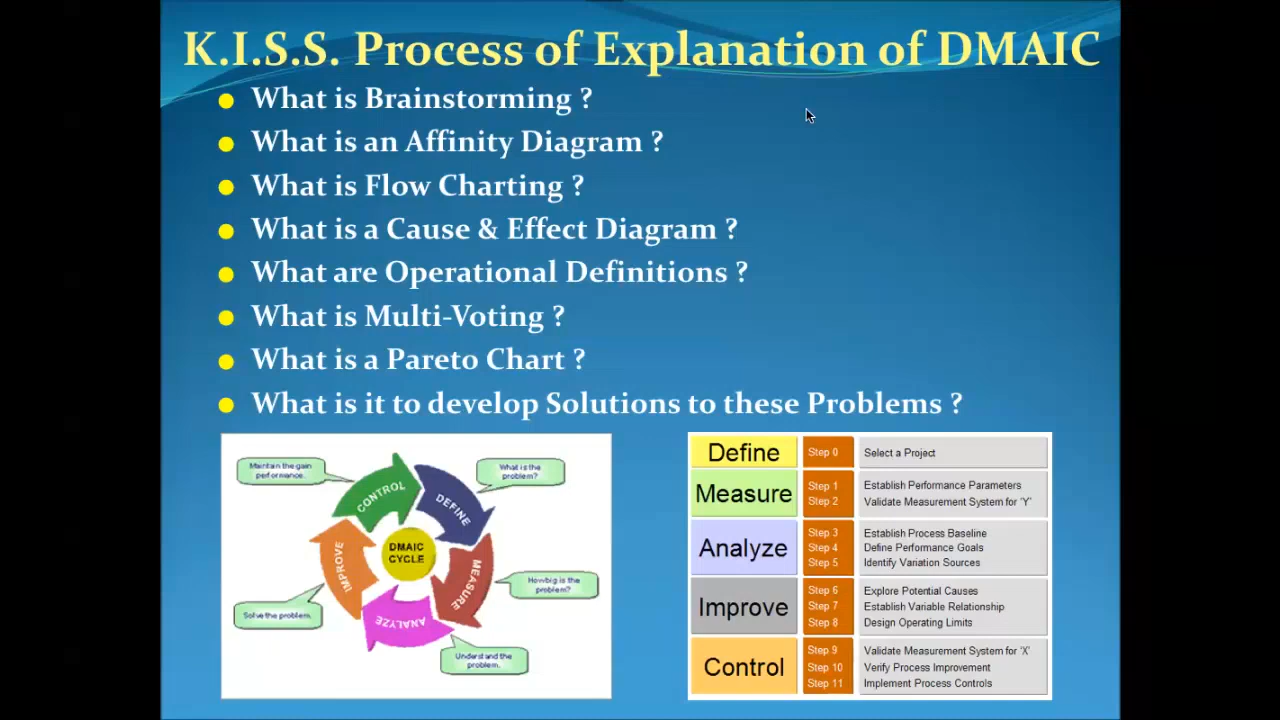 K.I.S.S. Process of Explanation of DMAIC
What is Brainstorming ?
What is an Affinity Diagram ?
What is Flow Charting ?
What is a Cause & Effect Diagram ?
What are Operational Definitions ?
What is Multi-Voting ?
What is a Pareto Chart ?
What is it to develop Solutions to these Problems ?
Maintain the gain
performance.
What is the
problem?
CONTROL
DEFINE
DMAIC
CYCLE
IMPROVE
MEASURE
How big is the
problem?
Solve the problem.
ANALYZE
Understand the
problem.
Define
Step 0
Select a Project
Measure
Step 1
Establish Performance Parameters
Step 2
Validate Measurement System for 'Y'
Analyze
Step 3
Establish Process Baseline
Step 4
Define Performance Goals
Step 5
Identify Variation Sources
Improve
Step 6
Explore Potential Causes
Step 7
Establish Variable Relationship
Step 8
Design Operating Limits
Control
Step 9
Validate Measurement System for 'X'
Step 10
Verify Process Improvement
Step 11
Implement Process Controls